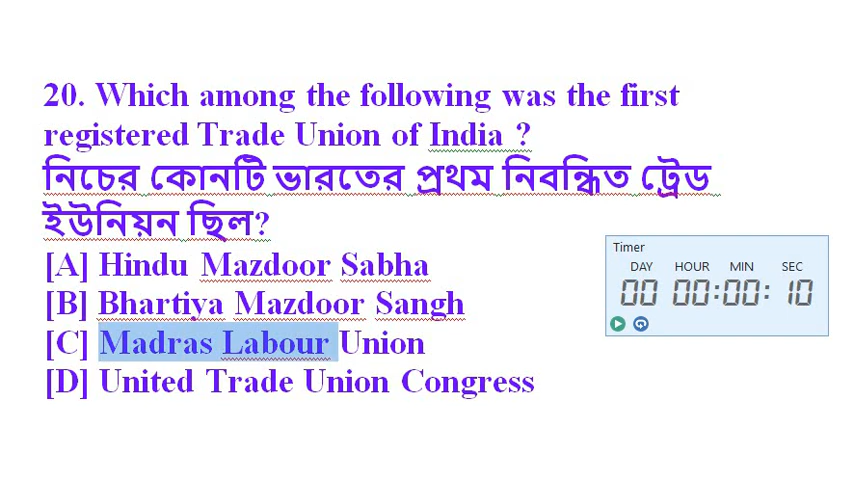 20. Which among the following was the first
registered Trade Union of India ?
নিচের কোনটি ভারতের প্রথম নিবন্ধিত ট্রেড
ইউনিয়ন ছিল?
[A] Hindu Mazdoor Sabha
[B] Bhartiya Mazdoor Sangh
[C] Madras Labour Union
[D] United Trade Union Congress
Timer
DAY HOUR MIN SEC
00 00:00: 10